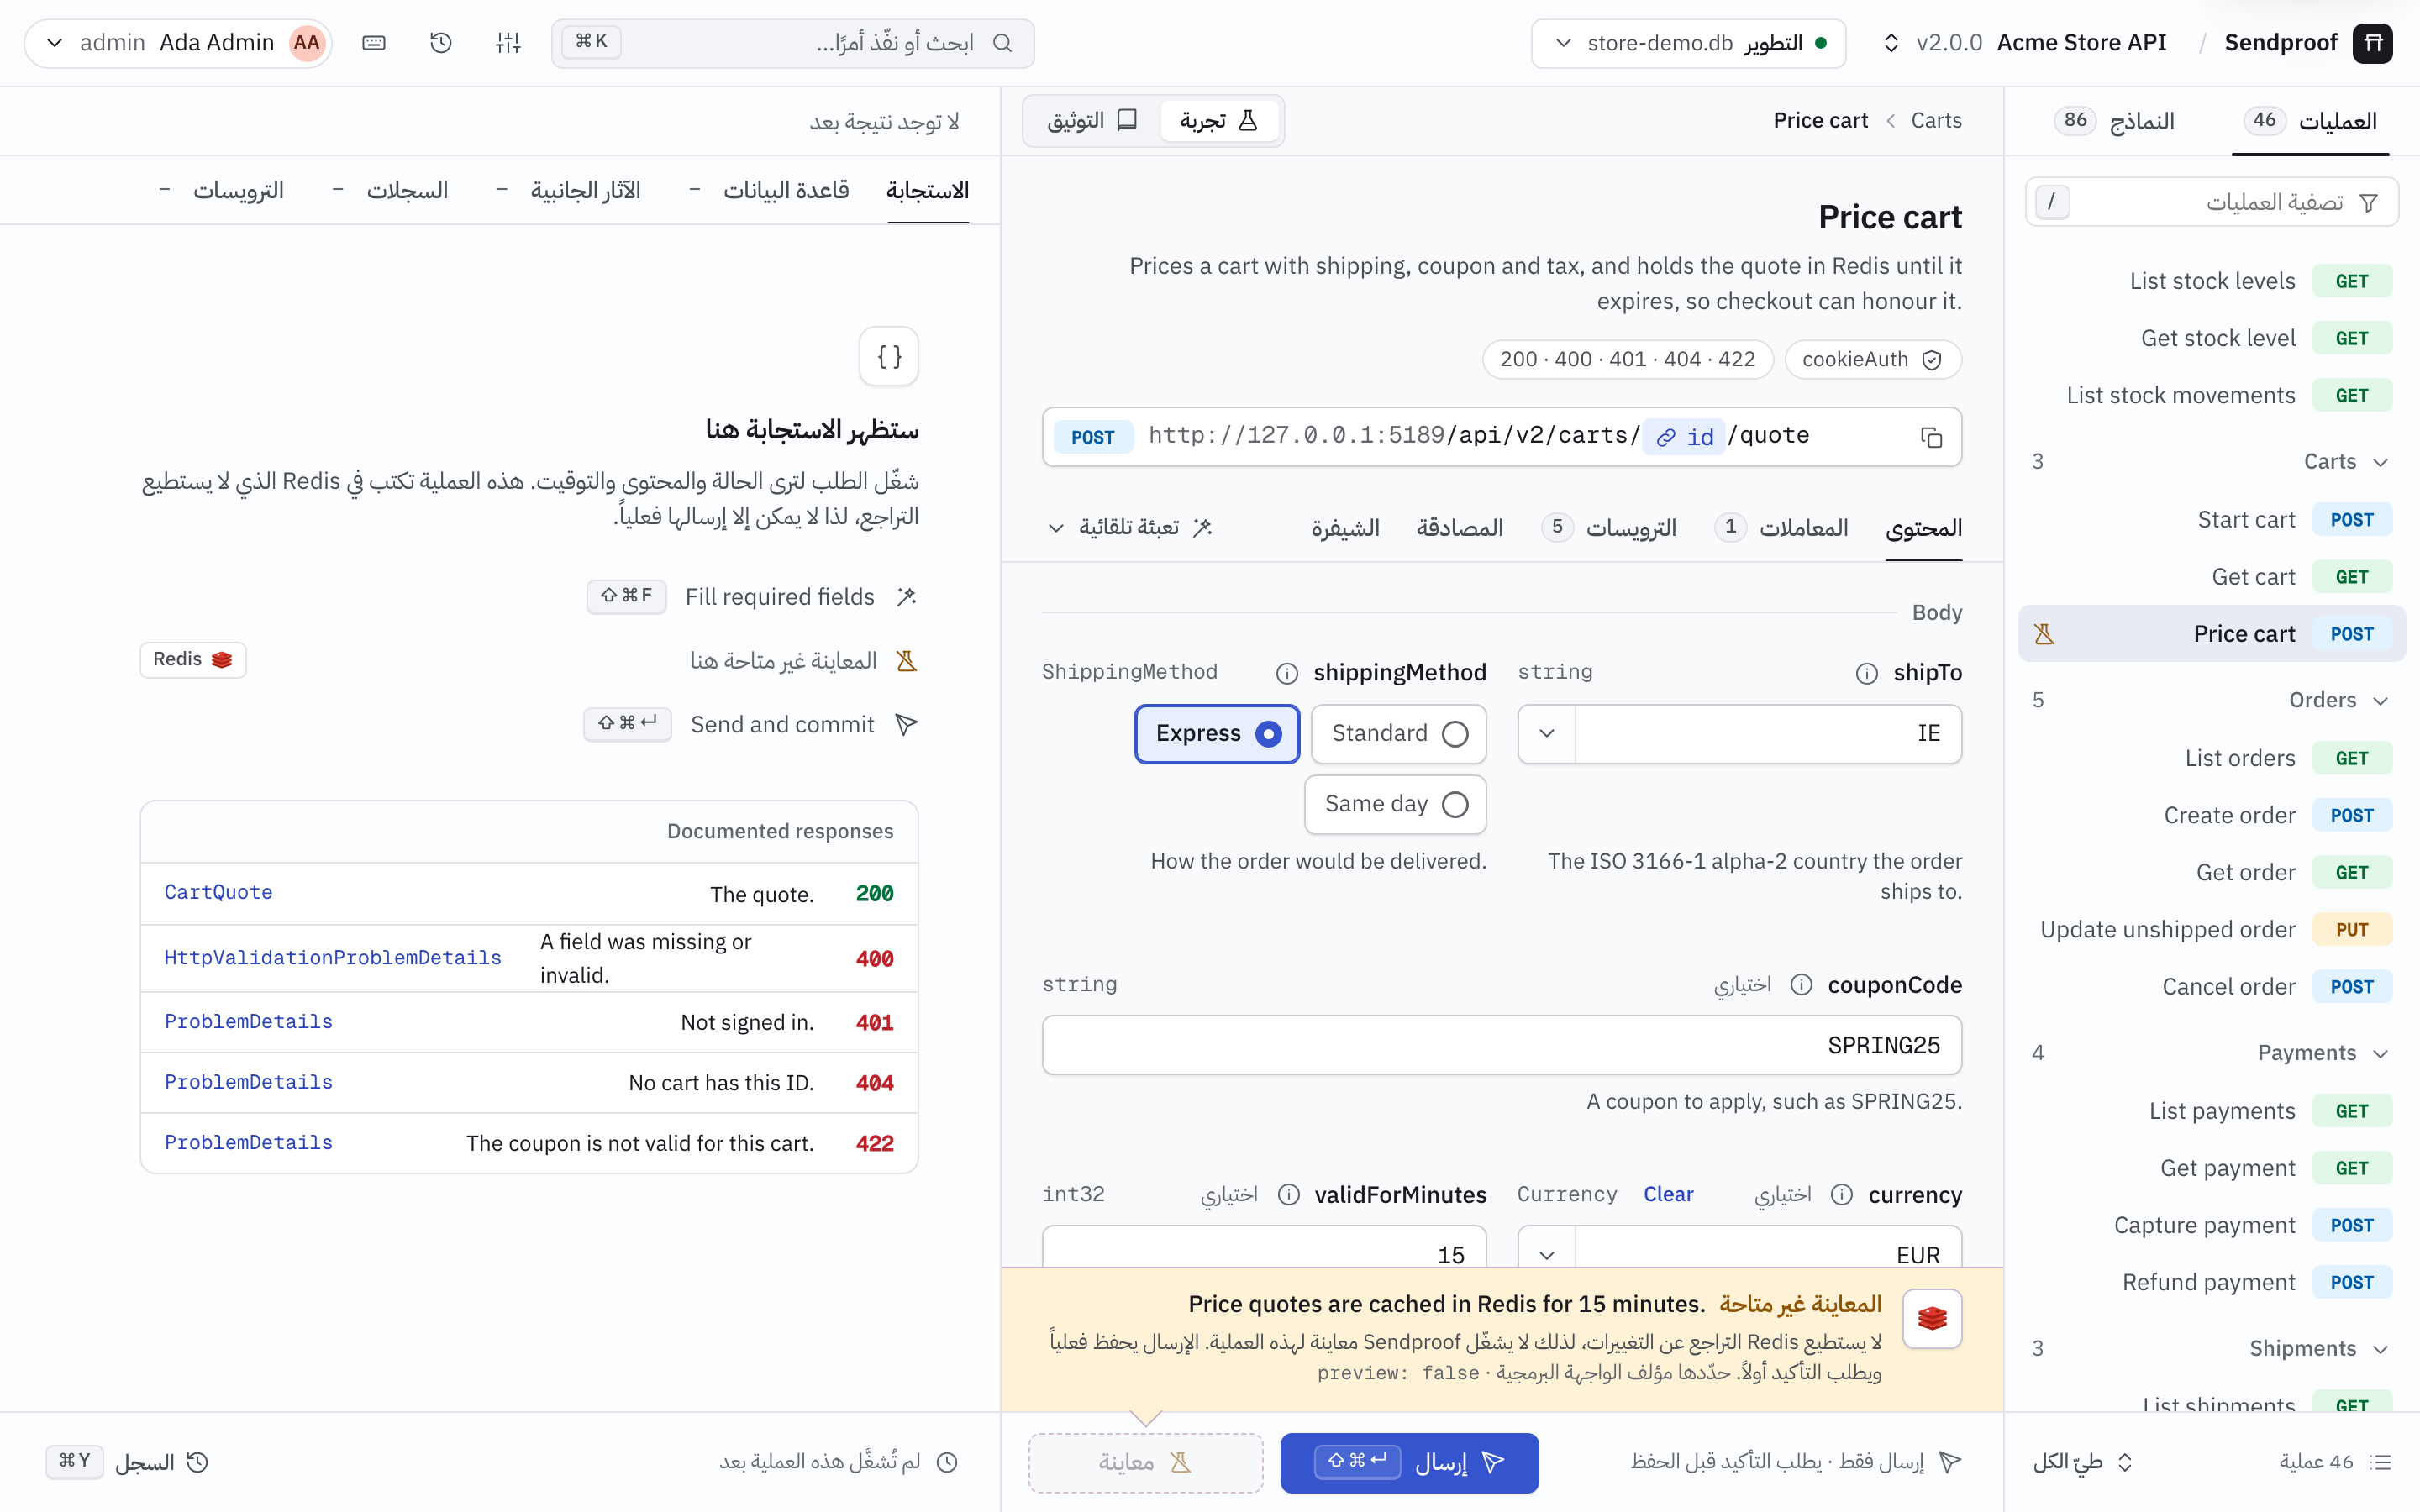 Sendproof / Acme Store API v2.0.0
التطوير store-demo.db
ابحث أو نفّذ أمرًا... ⌘K
AA Ada Admin admin
العمليات 46
النماذج 86
تصفية العمليات /
GET List stock levels
GET Get stock level
GET List stock movements
Carts 3
POST Start cart
GET Get cart
POST Price cart
Orders 5
GET List orders
POST Create order
GET Get order
PUT Update unshipped order
POST Cancel order
Payments 4
GET List payments
GET Get payment
POST Capture payment
POST Refund payment
Shipments 3
GET List shipments
46 عملية
طيّ الكل
Carts
Price cart
تجربة
التوثيق
Price cart
Prices a cart with shipping, coupon and tax, and holds the quote in Redis until it
expires, so checkout can honour it.
cookieAuth
200 · 400 · 401 · 404 · 422
POST http://127.0.0.1:5189/api/v2/carts/id/quote
المحتوى
المعاملات 1
الترويسات 5
المصادقة
الشيفرة
تعبئة تلقائية
Body
shipTo string
IE
The ISO 3166-1 alpha-2 country the order
ships to.
shippingMethod ShippingMethod
Standard
Express
Same day
How the order would be delivered.
couponCode اختياري string
SPRING25
A coupon to apply, such as SPRING25.
currency اختياري Clear Currency
EUR
validForMinutes اختياري int32
15
المعاينة غير متاحة Price quotes are cached in Redis for 15 minutes.
لا يستطيع Redis التراجع عن التغييرات، لذلك لا يشغّل Sendproof معاينة لهذه العملية. الإرسال يحفظ فعلياً
ويطلب التأكيد أولاً. حدّدها مؤلف الواجهة البرمجية · preview: false
إرسال فقط · يطلب التأكيد قبل الحفظ
إرسال ⇧⌘↵
معاينة
لا توجد نتيجة بعد
الاستجابة
قاعدة البيانات –
الآثار الجانبية –
السجلات –
الترويسات –
{}
ستظهر الاستجابة هنا
شغّل الطلب لترى الحالة والمحتوى والتوقيت. هذه العملية تكتب في Redis الذي لا يستطيع
التراجع، لذا لا يمكن إلا إرسالها فعلياً.
Fill required fields ⇧⌘F
المعاينة غير متاحة هنا Redis
Send and commit ⇧⌘↵
Documented responses
200 The quote. CartQuote
400 A field was missing or
invalid. HttpValidationProblemDetails
401 Not signed in. ProblemDetails
404 No cart has this ID. ProblemDetails
422 The coupon is not valid for this cart. ProblemDetails
لم تُشغَّل هذه العملية بعد
السجل ⌘Y